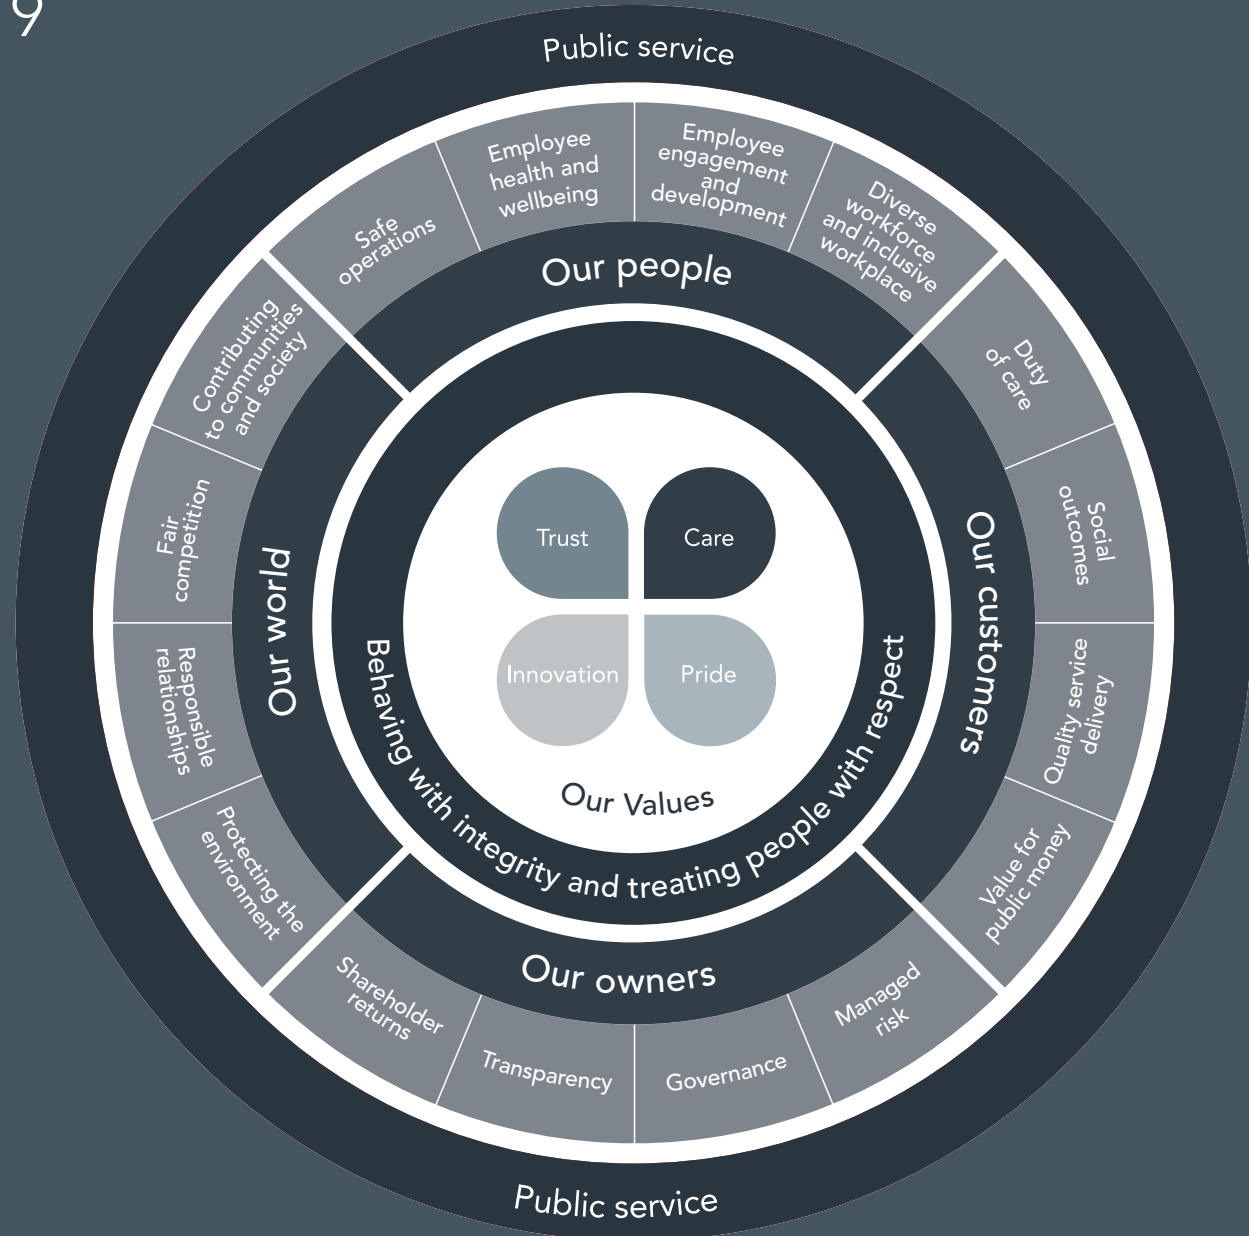 9
Public service
Employee
health and
wellbeing
Employee
engagement
and
development
Diverse
workforce
and inclusive
workplace
Safe
operations
Our people
Contributing
to communities
and society
Duty
of care
Fair
competition
Social
outcomes
Our world
Our customers
Trust
Care
Innovation
Pride
Our Values
Behaving with integrity and treating people with respect
Responsible
relationships
Quality service
delivery
Protecting the
environment
Value for
public money
Our owners
Shareholder
returns
Transparency
Governance
Managed
risk
Public service